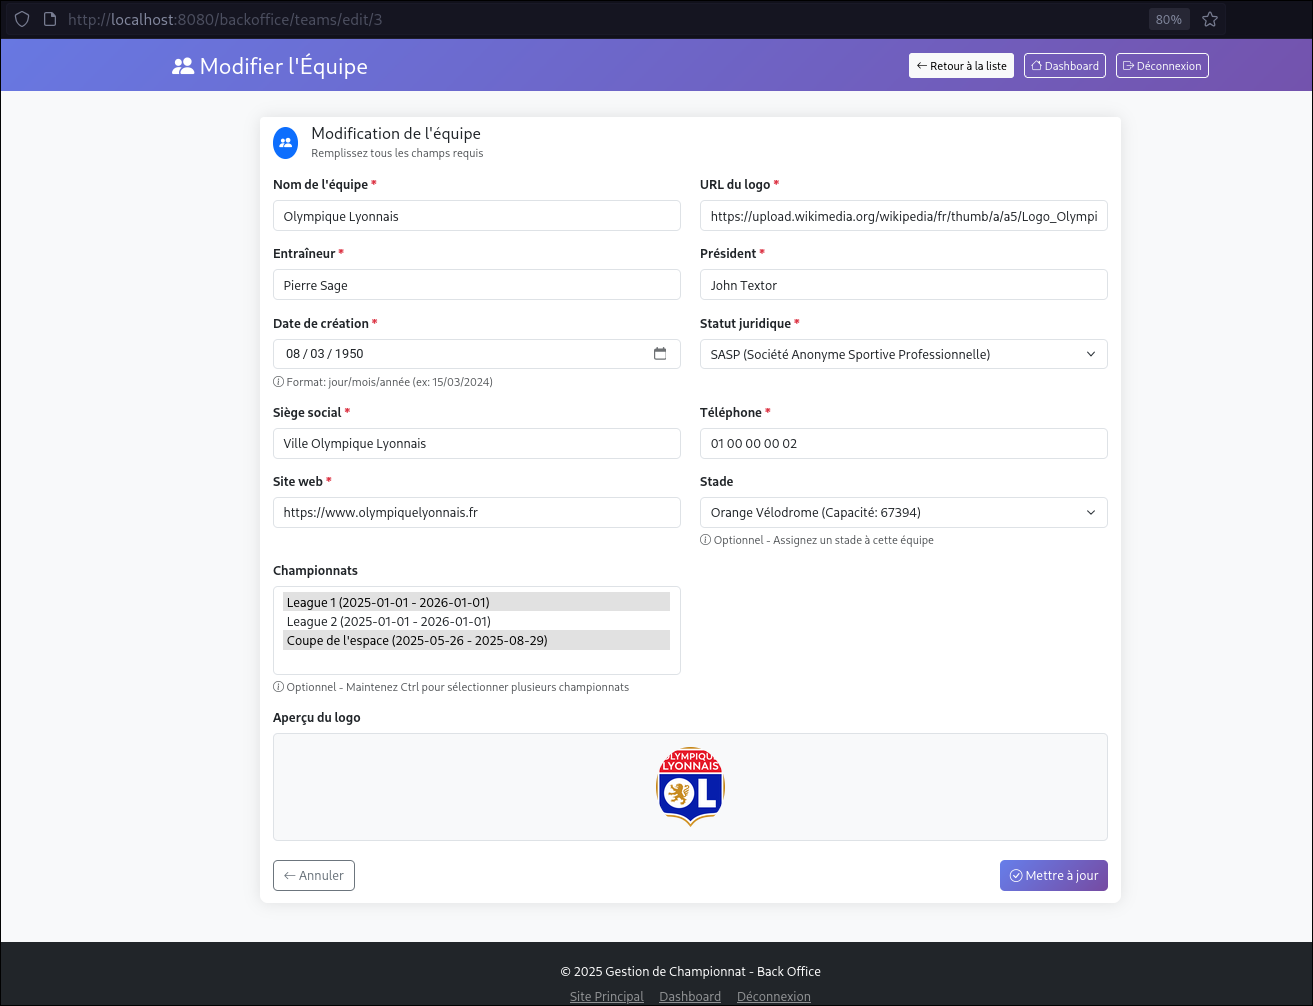 http://localhost:8080/backoffice/teams/edit/3
80%
Modifier l'Équipe
Retour à la liste
Dashboard
Déconnexion
Modification de l'équipe
Remplissez tous les champs requis
Nom de l'équipe *
URL du logo *
Olympique Lyonnais
https://upload.wikimedia.org/wikipedia/fr/thumb/a/a5/Logo_Olympi
Entraîneur *
Président *
Pierre Sage
John Textor
Date de création *
Statut juridique *
08 / 03 / 1950
SASP (Société Anonyme Sportive Professionnelle)
Format: jour/mois/année (ex: 15/03/2024)
Siège social *
Téléphone *
Ville Olympique Lyonnais
01 00 00 00 02
Site web *
Stade
https://www.olympiquelyonnais.fr
Orange Vélodrome (Capacité: 67394)
Optionnel - Assignez un stade à cette équipe
Championnats
League 1 (2025-01-01 - 2026-01-01)
League 2 (2025-01-01 - 2026-01-01)
Coupe de l'espace (2025-05-26 - 2025-08-29)
Optionnel - Maintenez Ctrl pour sélectionner plusieurs championnats
Aperçu du logo
OLYMPIQUE
LYONNAIS
OL
Annuler
Mettre à jour
© 2025 Gestion de Championnat - Back Office
Site Principal
Dashboard
Déconnexion